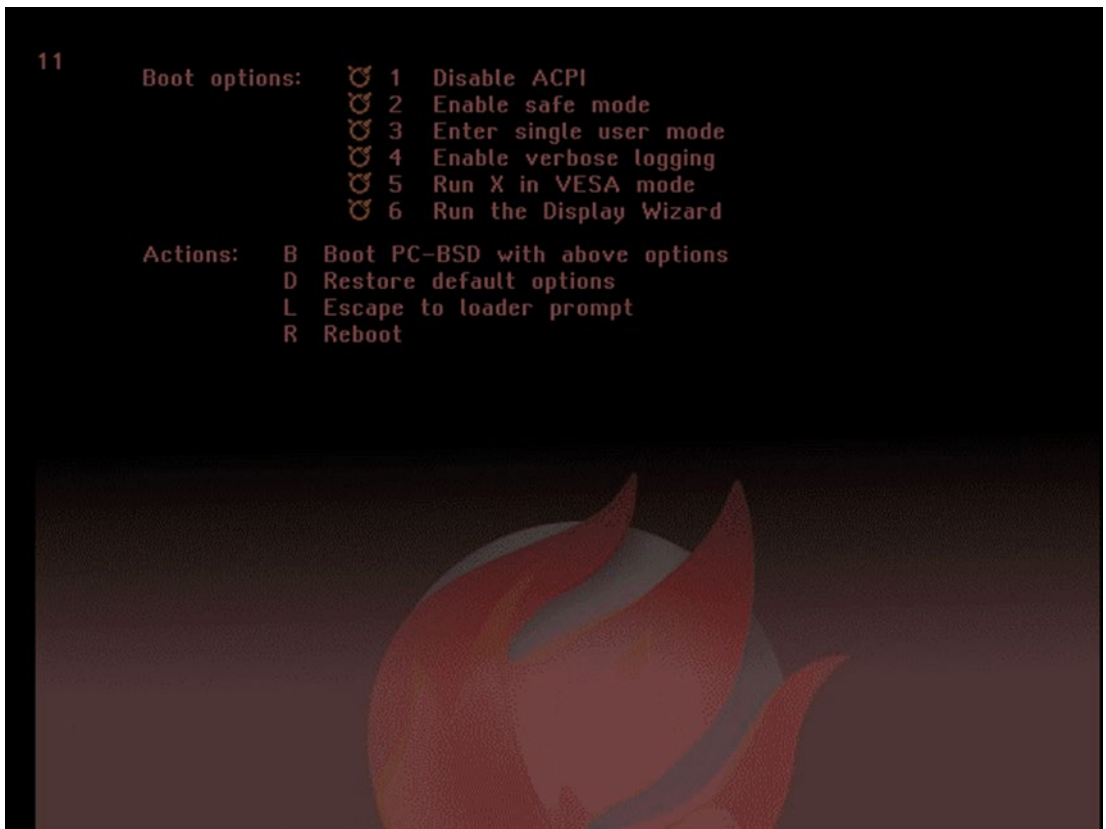 11
Boot options: 1 Disable ACPI
2 Enable safe mode
3 Enter single user mode
4 Enable verbose logging
5 Run X in VESA mode
6 Run the Display Wizard
Actions: B Boot PC-BSD with above options
D Restore default options
L Escape to loader prompt
R Reboot